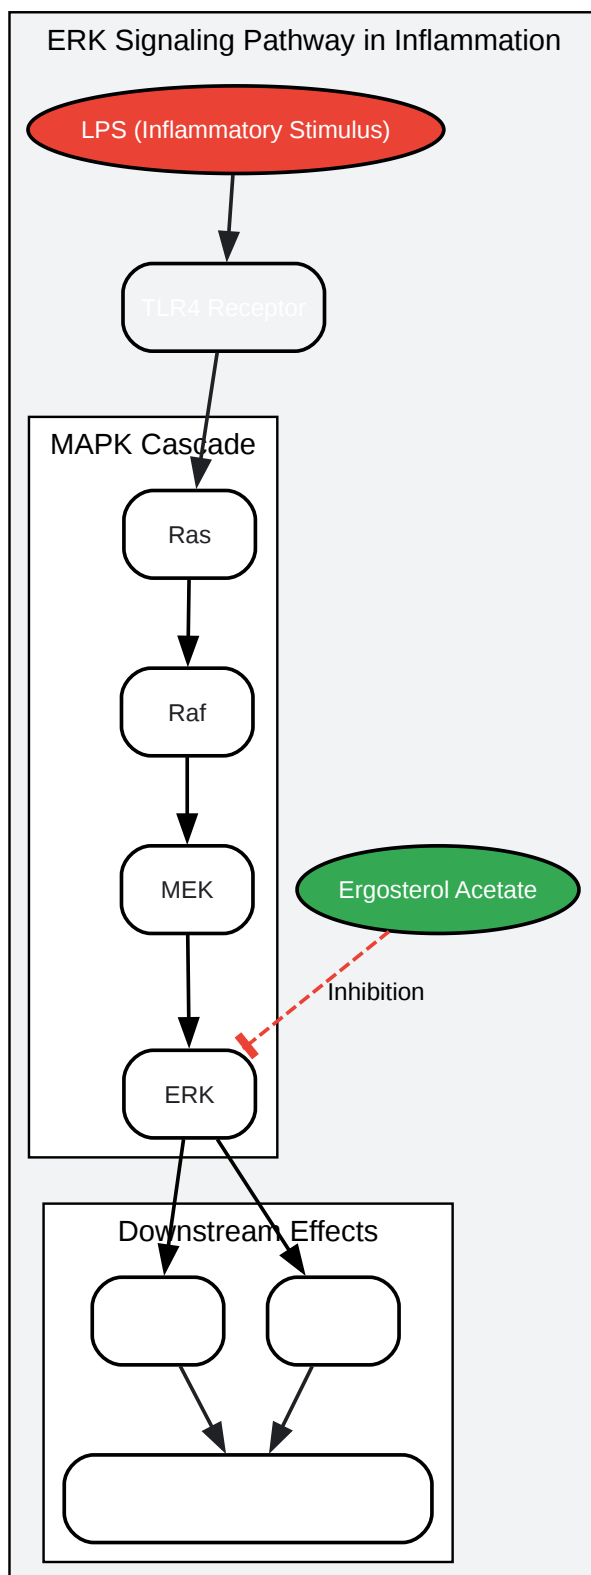 ERK Signaling Pathway in Inflammation
LPS (Inflammatory Stimulus)
TLR4 Receptor
MAPK Cascade
Ras
Raf
MEK
Ergosterol Acetate
Inhibition
ERK
Downstream Effects